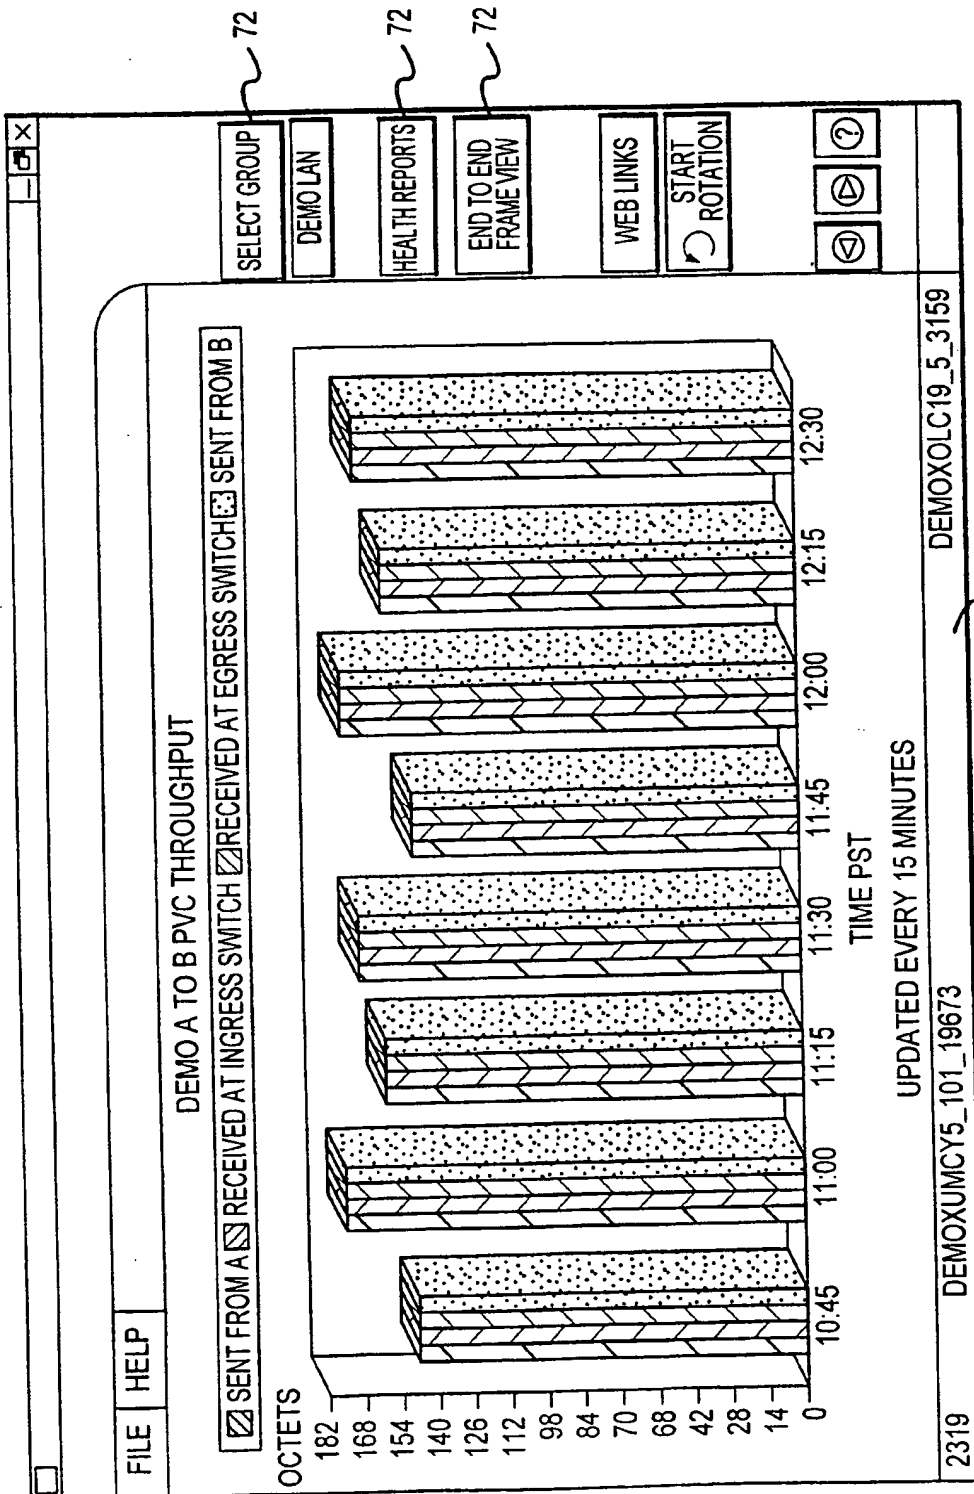 FILE HELP
DEMO A TO B PVC THROUGHPUT
SENT FROM A RECEIVED AT INGRESS SWITCH RECEIVED AT EGRESS SWITCH SENT FROM B
OCTETS
182
168
154
140
126
112
98
84
70
68
42
28
14
0
10:45 11:00 11:15 11:30 11:45 12:00 12:15 12:30
TIME PST
UPDATED EVERY 15 MINUTES
2319 DEMOXUMCY5_101_19673 DEMOXOLC19_5_3159
SELECT GROUP
72
DEMO LAN
HEALTH REPORTS
72
END TO END
FRAME VIEW
72
WEB LINKS
START
ROTATION
?